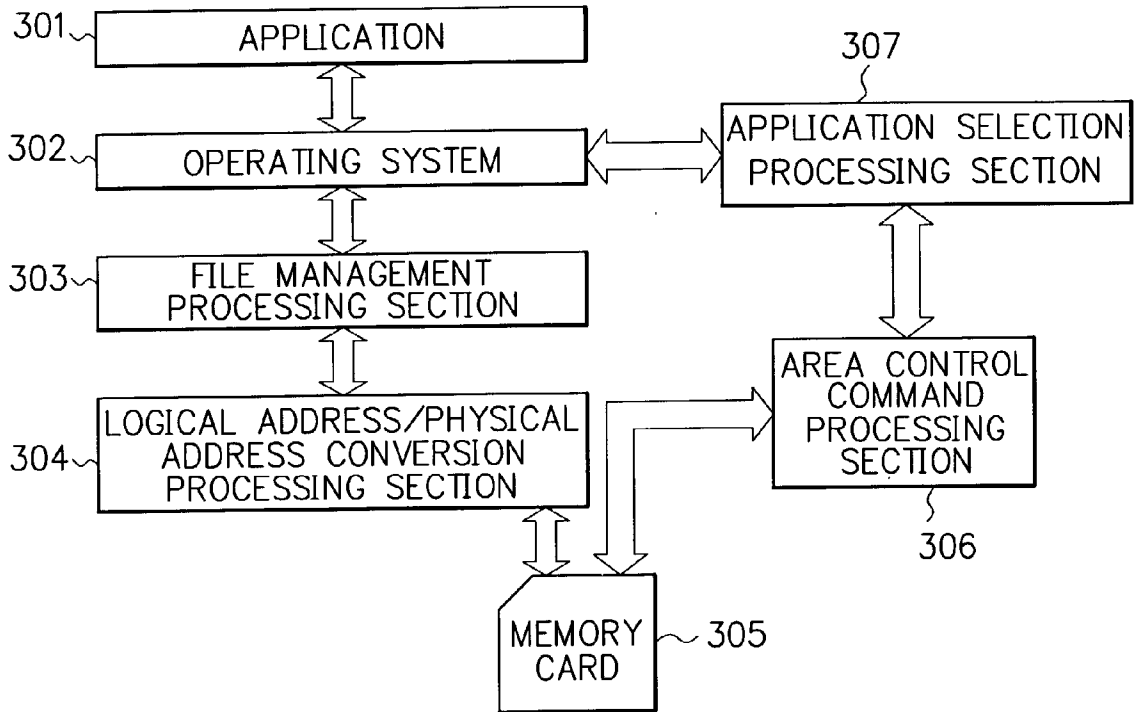 301
APPLICATION
307
302
OPERATING SYSTEM
APPLICATION SELECTION
PROCESSING SECTION
303
FILE MANAGEMENT
PROCESSING SECTION
304
LOGICAL ADDRESS/PHYSICAL
ADDRESS CONVERSION
PROCESSING SECTION
AREA CONTROL
COMMAND
PROCESSING
SECTION
306
MEMORY
CARD
305